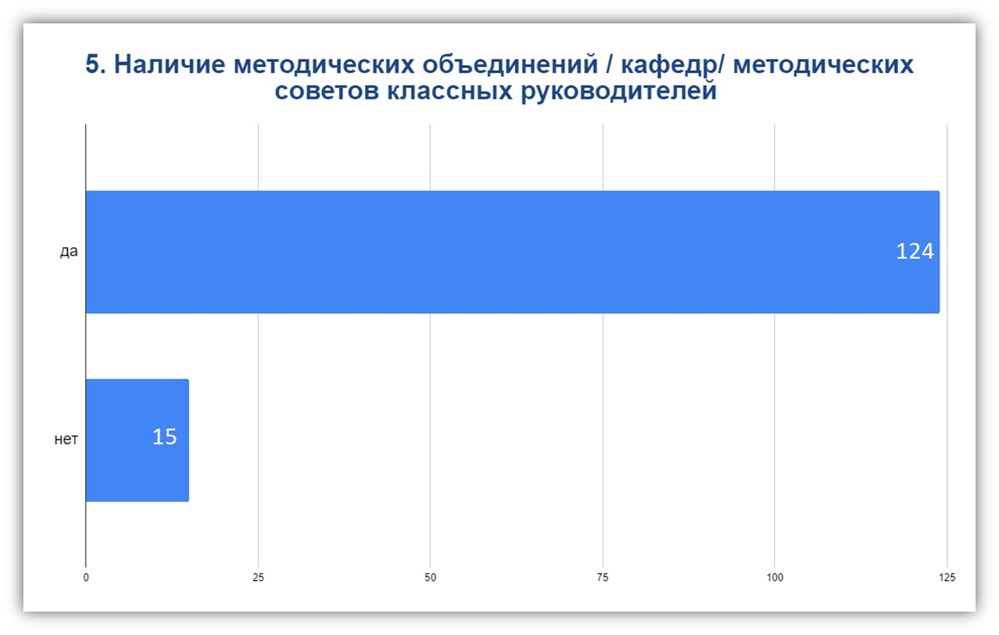 5. Наличие методических объединений / кафедр/ методических
советов классных руководителей
да
124
нет
15
0 25 50 75 100 125